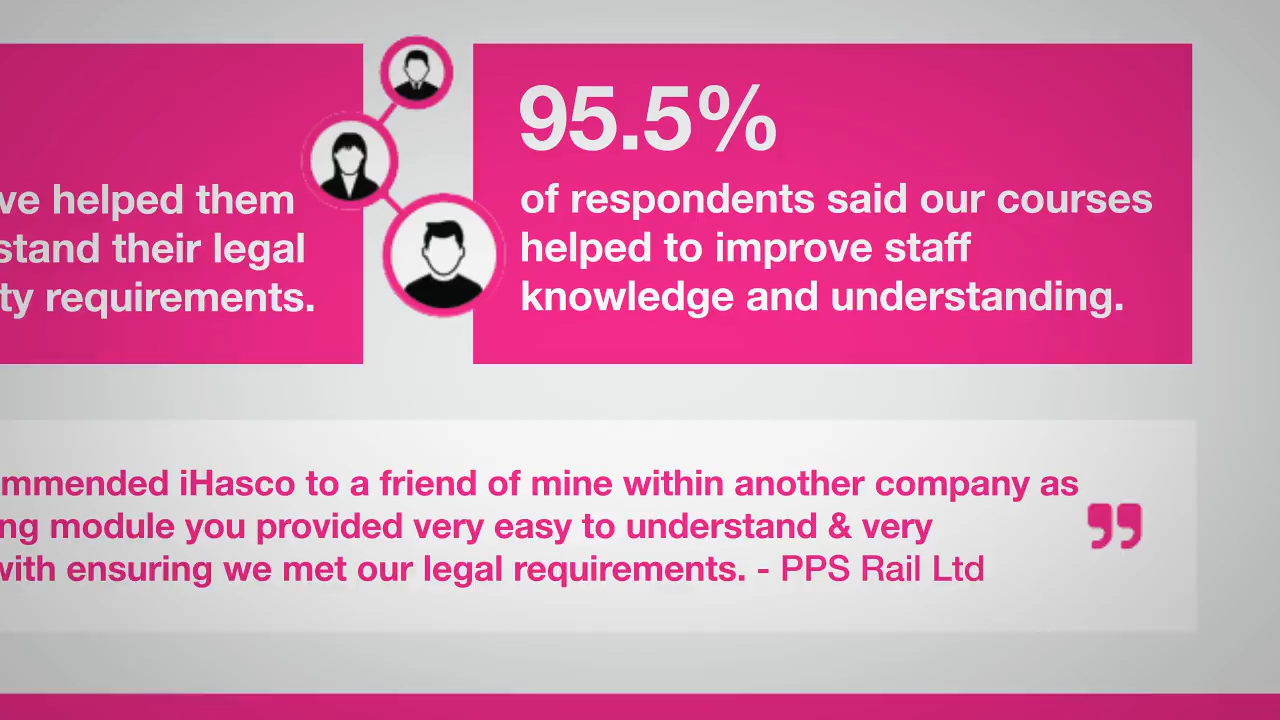 ve helped them
stand their legal
ty requirements.
95.5%
of respondents said our courses
helped to improve staff
knowledge and understanding.
mmended iHasco to a friend of mine within another company as
ng module you provided very easy to understand & very
with ensuring we met our legal requirements. - PPS Rail Ltd
”